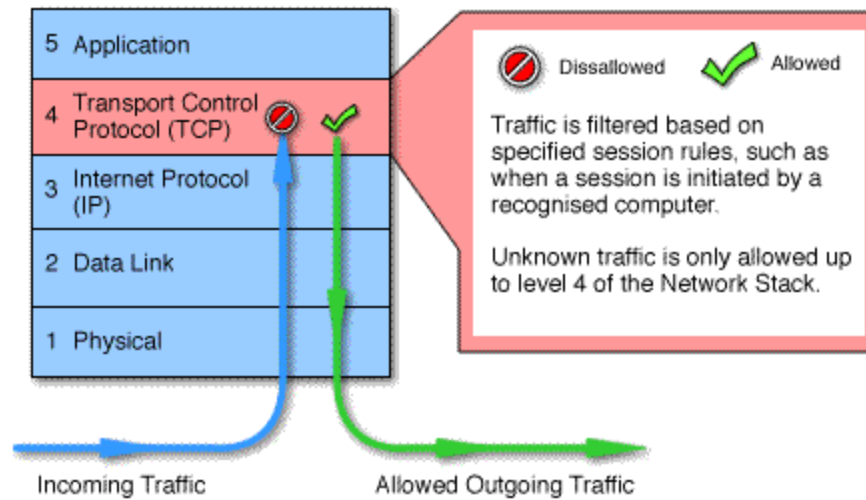 5 Application
4 Transport Control
Protocol (TCP)
3 Internet Protocol
(IP)
2 Data Link
1 Physical
Incoming Traffic
Allowed Outgoing Traffic
Dissallowed
Allowed
Traffic is filtered based on
specified session rules, such as
when a session is initiated by a
recognised computer.
Unknown traffic is only allowed up
to level 4 of the Network Stack.